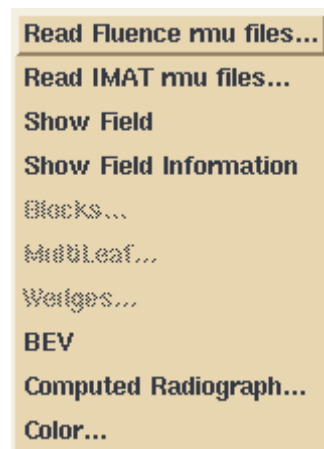 Read Fluence rmu files...
Read IMAT rmu files...
Show Field
Show Field Information
Blocks...
MultiLeaf...
Wedges...
BEV
Computed Radiograph...
Color...